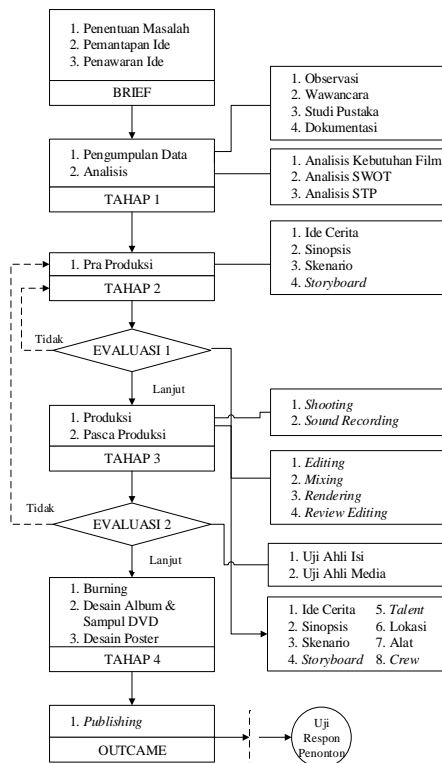 1. Penentuan Masalah
2. Pemantapan Ide
3. Penawaran Ide
BRIEF
1. Observasi
2. Wawancara
3. Studi Pustaka
4. Dokumentasi
1. Pengumpulan Data
2. Analisis
TAHAP 1
1. Analisis Kebutuhan Film
2. Analisis SWOT
3. Analisis STP
1. Pra Produksi
TAHAP 2
1. Ide Cerita
2. Sinopsis
3. Skenario
4. Storyboard
Tidak
EVALUASI 1
Lanjut
1. Produksi
2. Pasca Produksi
TAHAP 3
1. Shooting
2. Sound Recording
1. Editing
2. Mixing
3. Rendering
4. Review Editing
Tidak
EVALUASI 2
Lanjut
1. Uji Ahli Isi
2. Uji Ahli Media
1. Burning
2. Desain Album &
Sampul DVD
3. Desain Poster
TAHAP 4
1. Ide Cerita 5. Talent
2. Sinopsis 6. Lokasi
3. Skenario 7. Alat
4. Storyboard 8. Crew
1. Publishing
OUTCAME
Uji
Respon
Penonton